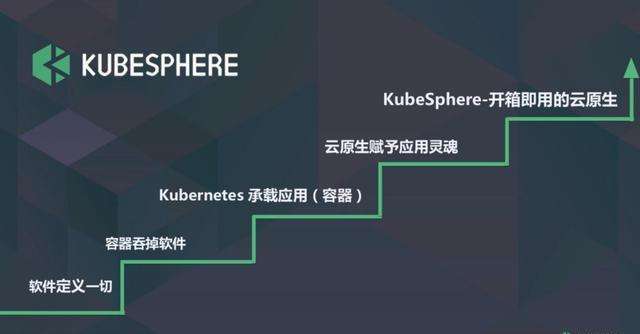 KUBESPHERE
KubeSphere-开箱即用的云原生
云原生赋予应用灵魂
Kubernetes 承载应用（容器）
容器吞掉软件
软件定义一切